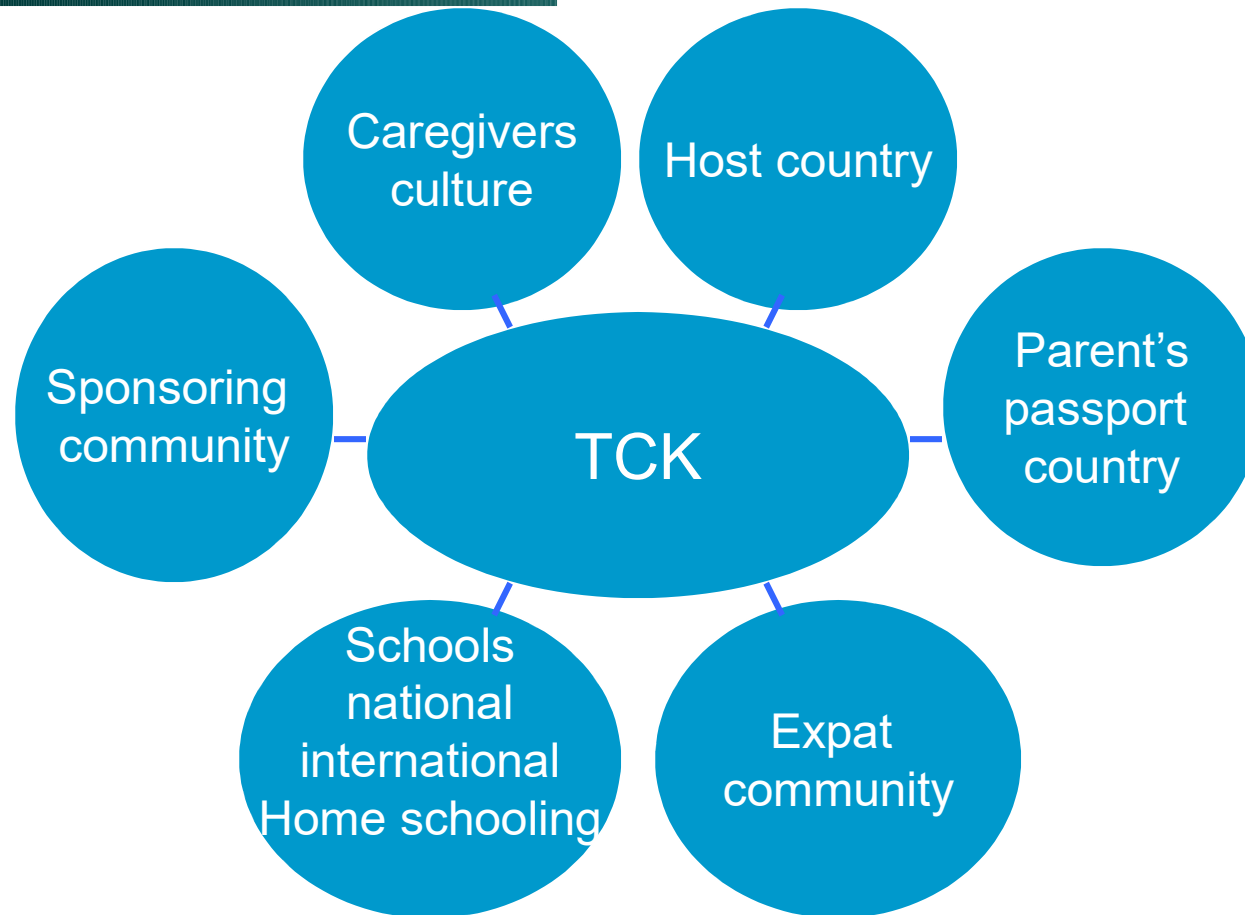 Caregivers
culture
Host country
Sponsoring
community
TCK
Parent's
passport
country
Schools
national
international
Home schooling
Expat
community